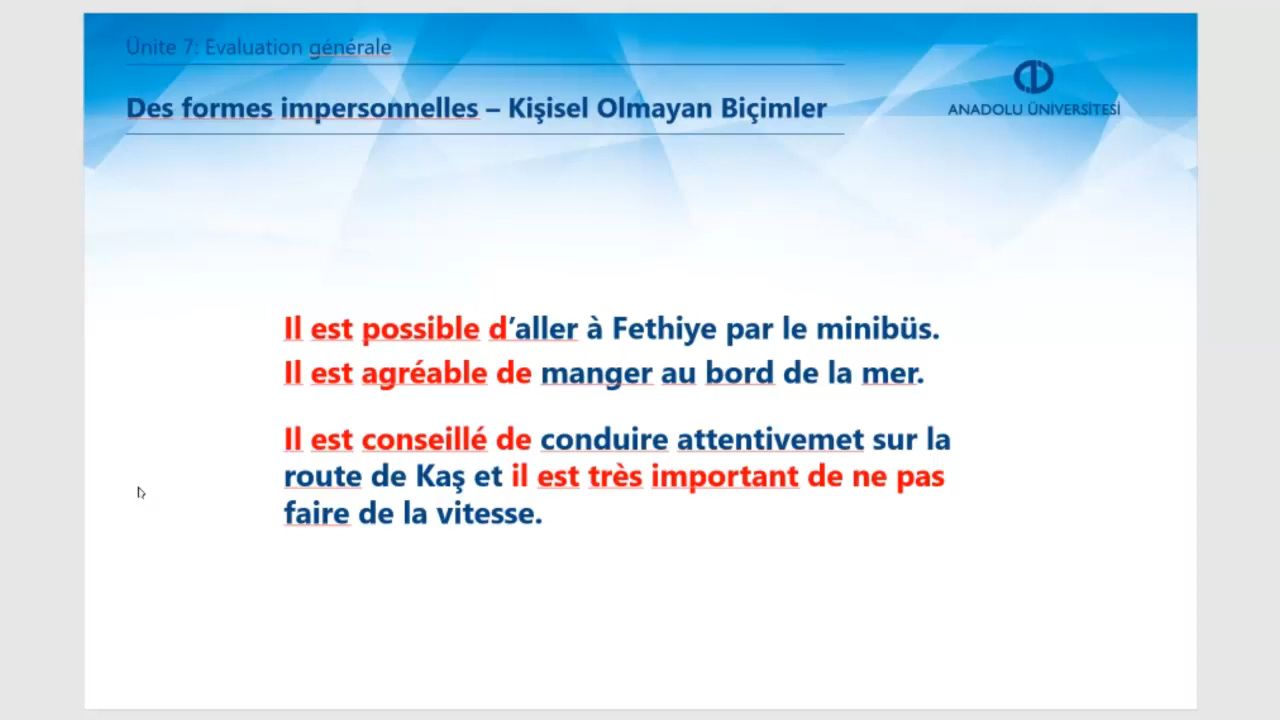 Ünite 7: Evaluation générale
Des formes impersonnelles – Kişisel Olmayan Biçimler
ANADOLU ÜNİVERSİTESİ
Il est possible d’aller à Fethiye par le minibüs.
Il est agréable de manger au bord de la mer.
Il est conseillé de conduire attentivemet sur la
route de Kaş et il est très important de ne pas
faire de la vitesse.